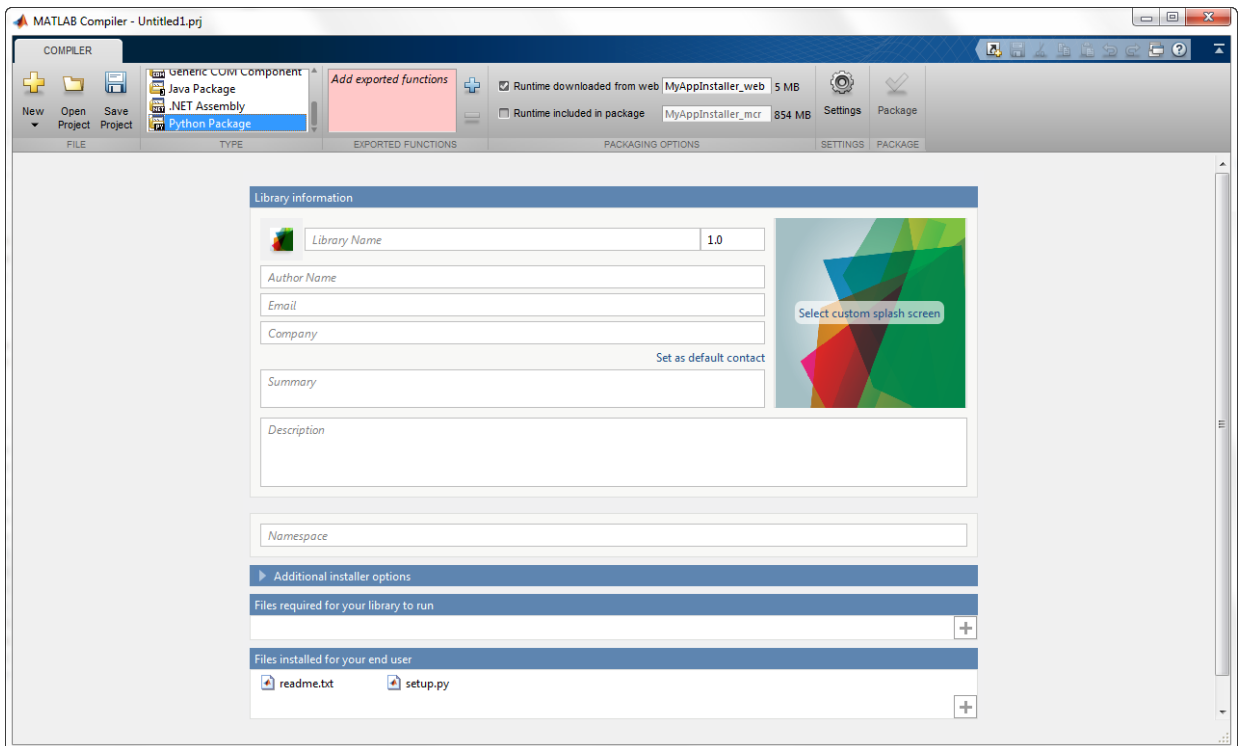 MATLAB Compiler - Untitled1.prj
COMPILER
New
Open Project
Save Project
FILE
Generic COM Component
Java Package
.NET Assembly
Python Package
TYPE
Add exported functions
EXPORTED FUNCTIONS
Runtime downloaded from web MyAppInstaller_web 5 MB
Runtime included in package MyAppInstaller_mcr 854 MB
PACKAGING OPTIONS
Settings
SETTINGS
Package
PACKAGE
Library information
Library Name 1.0
Author Name
Email
Company
Set as default contact
Summary
Select custom splash screen
Description
Namespace
Additional installer options
Files required for your library to run
Files installed for your end user
readme.txt setup.py